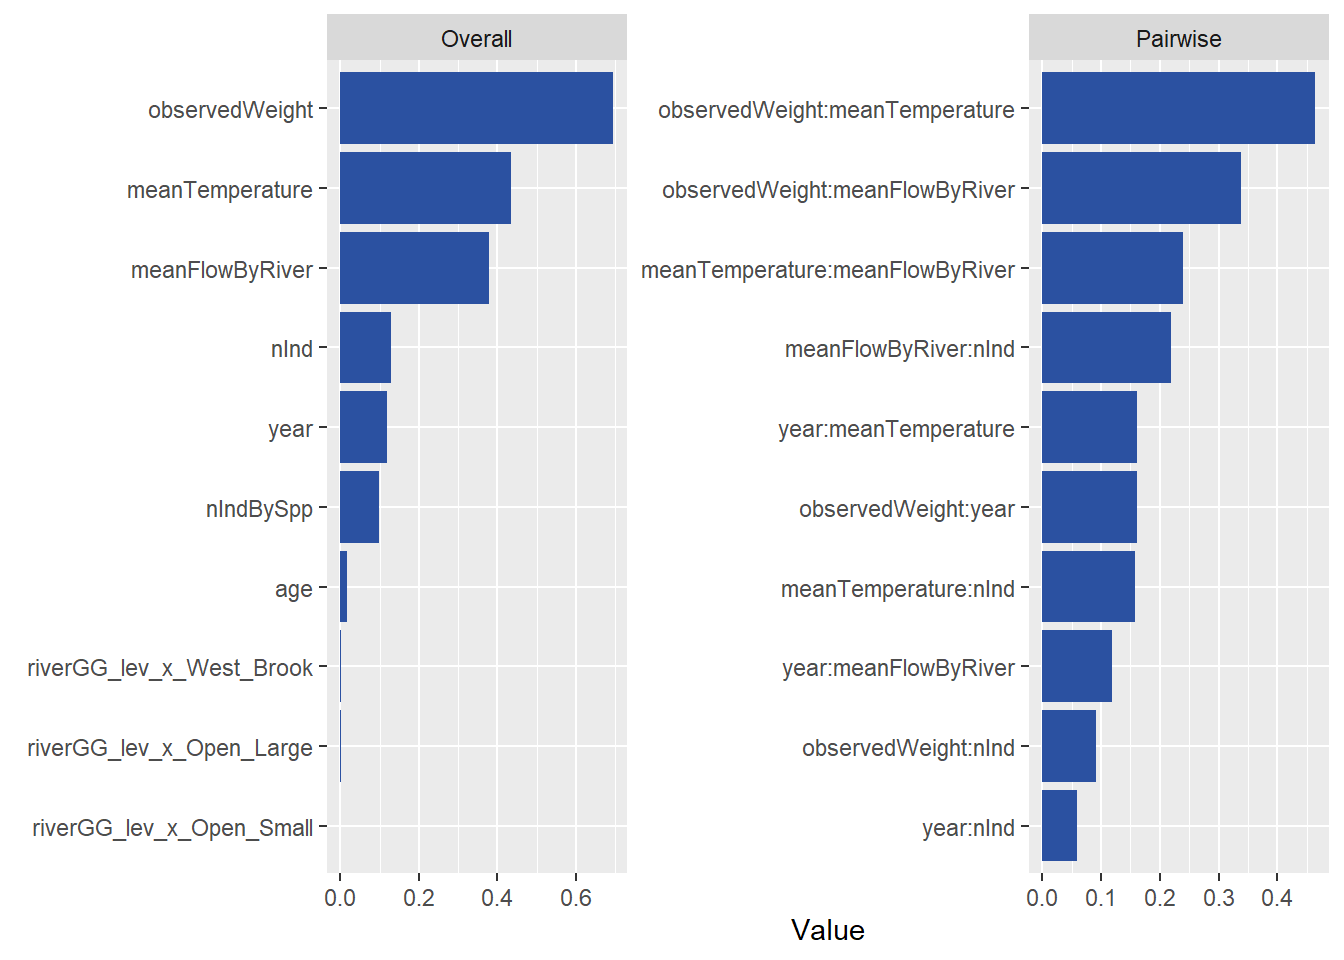 Overall
observedWeight
meanTemperature
meanFlowByRiver
nInd
year
nIndBySpp
age
riverGG_lev_x_West_Brook
riverGG_lev_x_Open_Large
riverGG_lev_x_Open_Small
0.0 0.2 0.4 0.6
Pairwise
observedWeight:meanTemperature
observedWeight:meanFlowByRiver
meanTemperature:meanFlowByRiver
meanFlowByRiver:nInd
year:meanTemperature
observedWeight:year
meanTemperature:nInd
year:meanFlowByRiver
observedWeight:nInd
year:nInd
0.0 0.1 0.2 0.3 0.4
Value